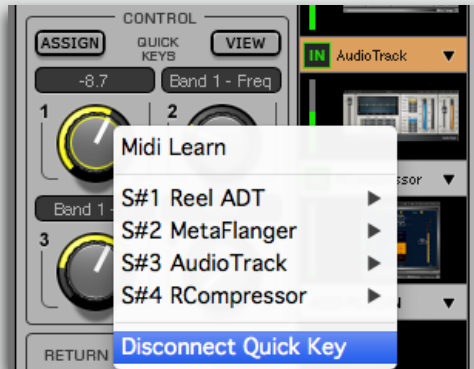 CONTROL
ASSIGN
QUICK
KEYS
VIEW
-8.7
Band 1 - Freq
1
2
Band 1 -
3
RETURN
Midi Learn
S#1 Reel ADT
S#2 MetaFlanger
S#3 AudioTrack
S#4 RCompressor
Disconnect Quick Key
IN
AudioTrack
ssor
N